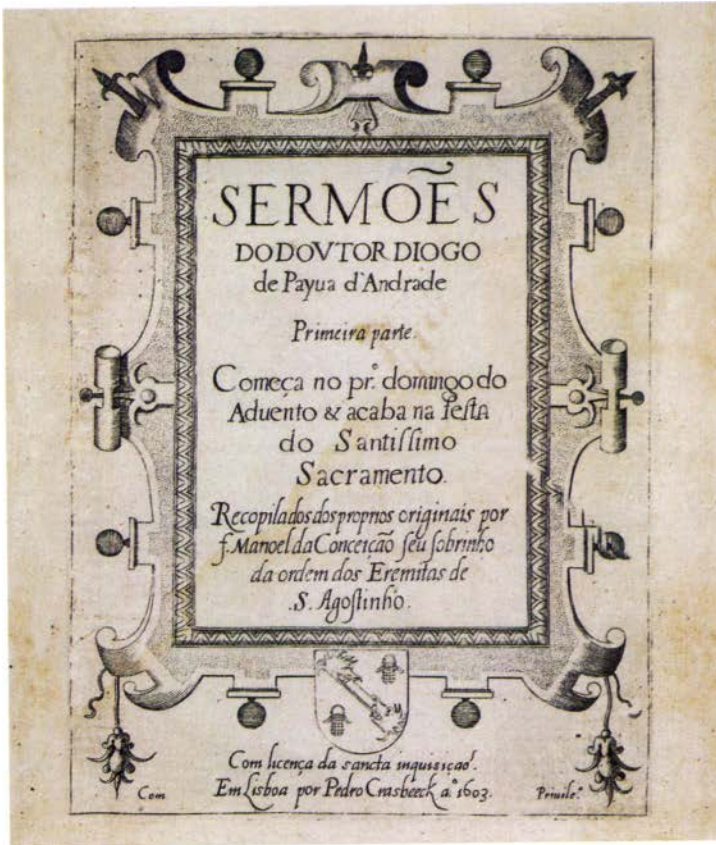 SERMOẼS
DO DOVTOR DIOGO
de Payua d'Andrade
Primeira parte.
Começa no pr.º domingo do
Aduento & acaba na festa
do Santiſſimo
Sacramento.
Recopilados dos proprios originais por
f. Manoel da Conceição ſeu ſobrinho
da ordem dos Eremitas de
.S. Agoſtinho.
Com licença da sancta inquisiçaõ.
Em Lisboa por Pedro Crasbeeck a.º 1603.
Com
Priuile.º